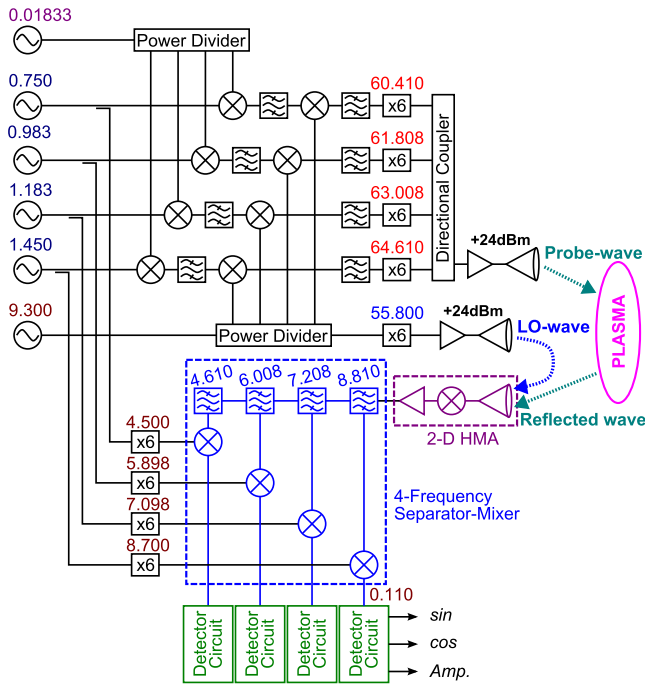 0.01833
Power Divider
0.750
60.410
x6
0.983
61.808
x6
Directional Coupler
1.183
63.008
x6
1.450
64.610
x6
+24dBm
Probe-wave
9.300
Power Divider
55.800
x6
+24dBm
LO-wave
PLASMA
4.610
6.008
7.208
8.810
Reflected wave
2-D HMA
4.500
x6
5.898
x6
4-Frequency
Separator-Mixer
7.098
x6
8.700
x6
0.110
Detector
Circuit
Detector
Circuit
Detector
Circuit
Detector
Circuit
sin
cos
Amp.